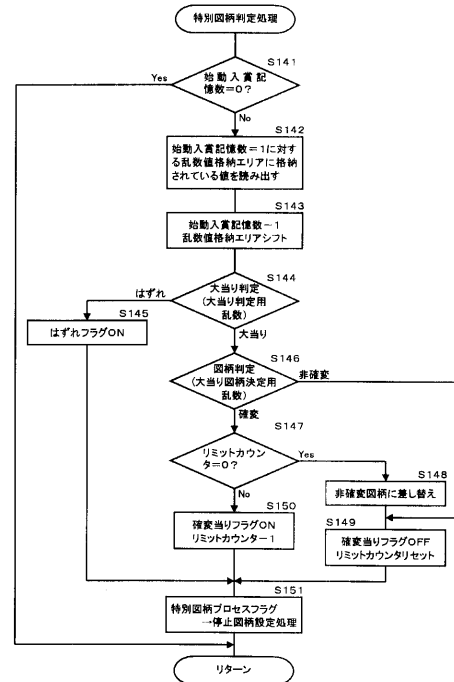 特別図柄判定処理
S141
Yes
始動入賞記
憶数=0?
No
S142
始動入賞記憶数=1に対す
る乱数値格納エリアに格納
されている値を読み出す
S143
始動入賞記憶数-1
乱数値格納エリアシフト
S144
はずれ
大当り判定
(大当り判定用
乱数)
S145
はずれフラグON
大当り
S146
図柄判定
(大当り図柄決定用
乱数)
非確変
確変
S147
リミットカウン
タ=0?
Yes
S148
非確変図柄に差し替え
No
S150
確変当りフラグON
リミットカウンター1
S149
確変当りフラグOFF
リミットカウンタリセット
S151
特別図柄プロセスフラグ
→停止図柄設定処理
リターン